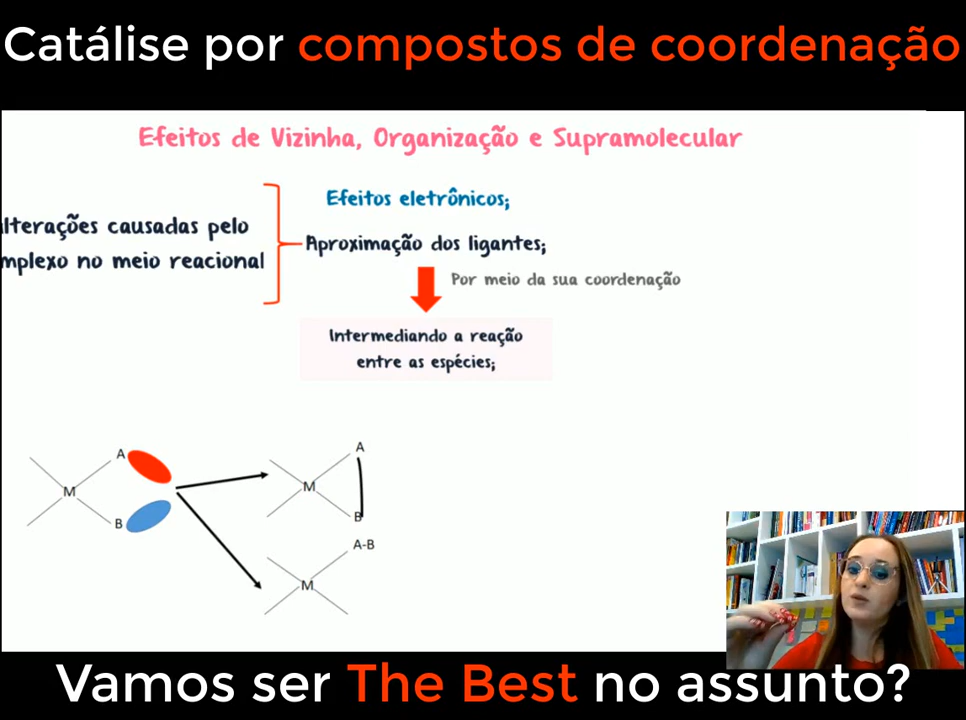 Catálise por compostos de coordenação
Efeitos de Vizinha, Organização e Supramolecular
lterações causadas pelo
mplexo no meio reacional
Efeitos eletrônicos;
Aproximação dos ligantes;
Por meio da sua coordenação
Intermediando a reação
entre as espécies;
A
M
B
A
M
B
A-B
M
Vamos ser The Best no assunto?